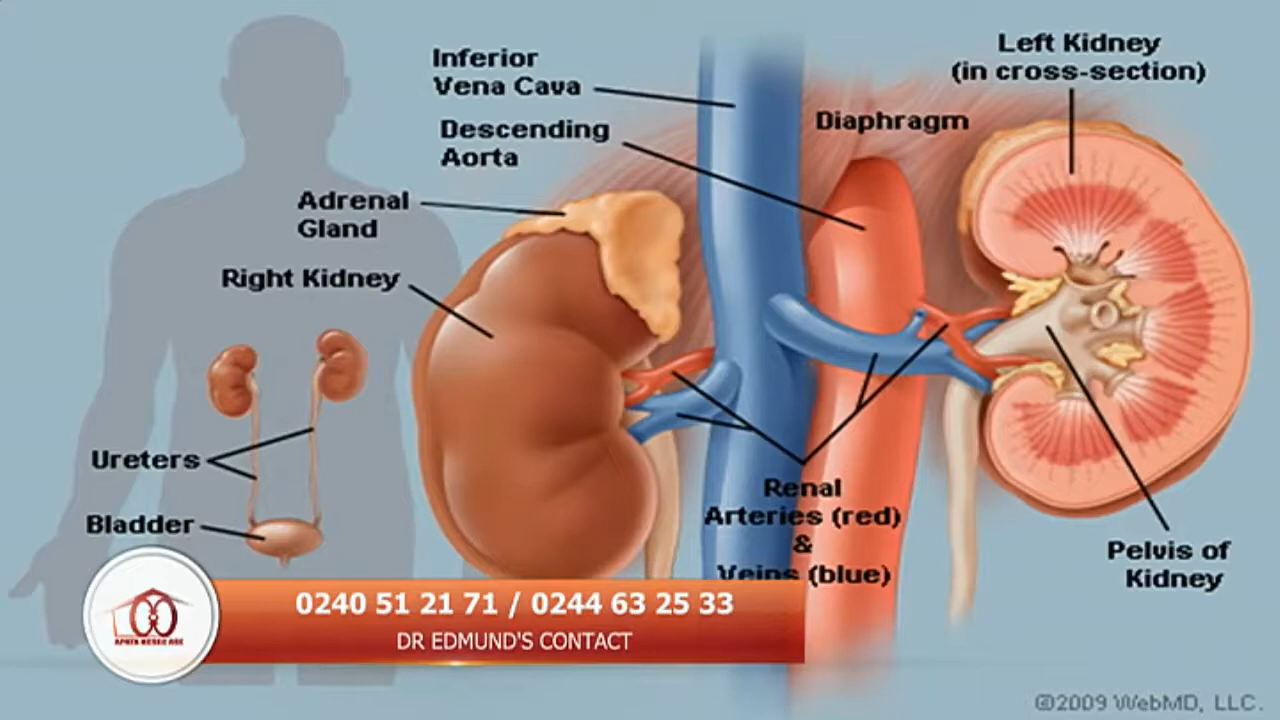 Inferior
Vena Cava
Descending
Aorta
Adrenal
Gland
Right Kidney
Diaphragm
Left Kidney
(in cross-section)
Ureters
Bladder
Renal
Arteries (red)
&
Veins (blue)
Pelvis of
Kidney
0240 51 21 71 / 0244 63 25 33
DR EDMUND'S CONTACT
©2009 WebMD, LLC.